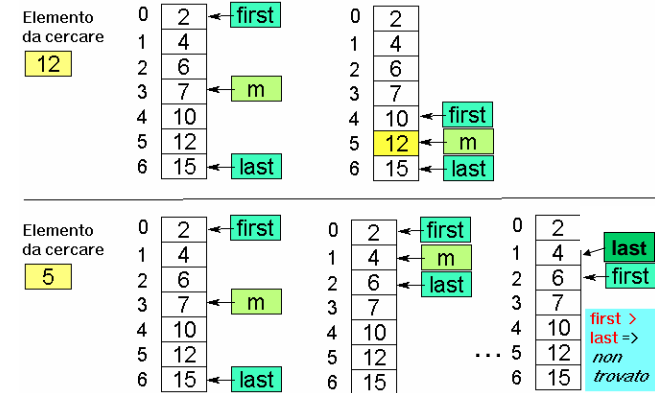 Elemento
da cercare
12
0 2 first
1 4
2 6
3 7 m
4 10
5 12
6 15 last
0 2
1 4
2 6
3 7
4 10 first
5 12 m
6 15 last
Elemento
da cercare
5
0 2 first
1 4
2 6
3 7 m
4 10
5 12
6 15 last
0 2 first
1 4 m
2 6 last
3 7
4 10
5 12
6 15
...
0 2
1 4 last
2 6 first
3 7
4 10
5 12
6 15
first >
last =>
non
trovato